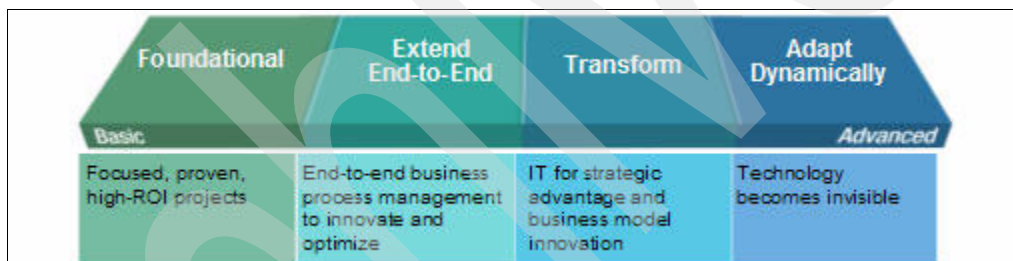 Foundational
Extend
End-to-End
Transform
Adapt
Dynamically
Basic
Advanced
Focused, proven,
high-ROI projects
End-to-end business
process management
to innovate and
optimize
IT for strategic
advantage and
business model
innovation
Technology
becomes invisible